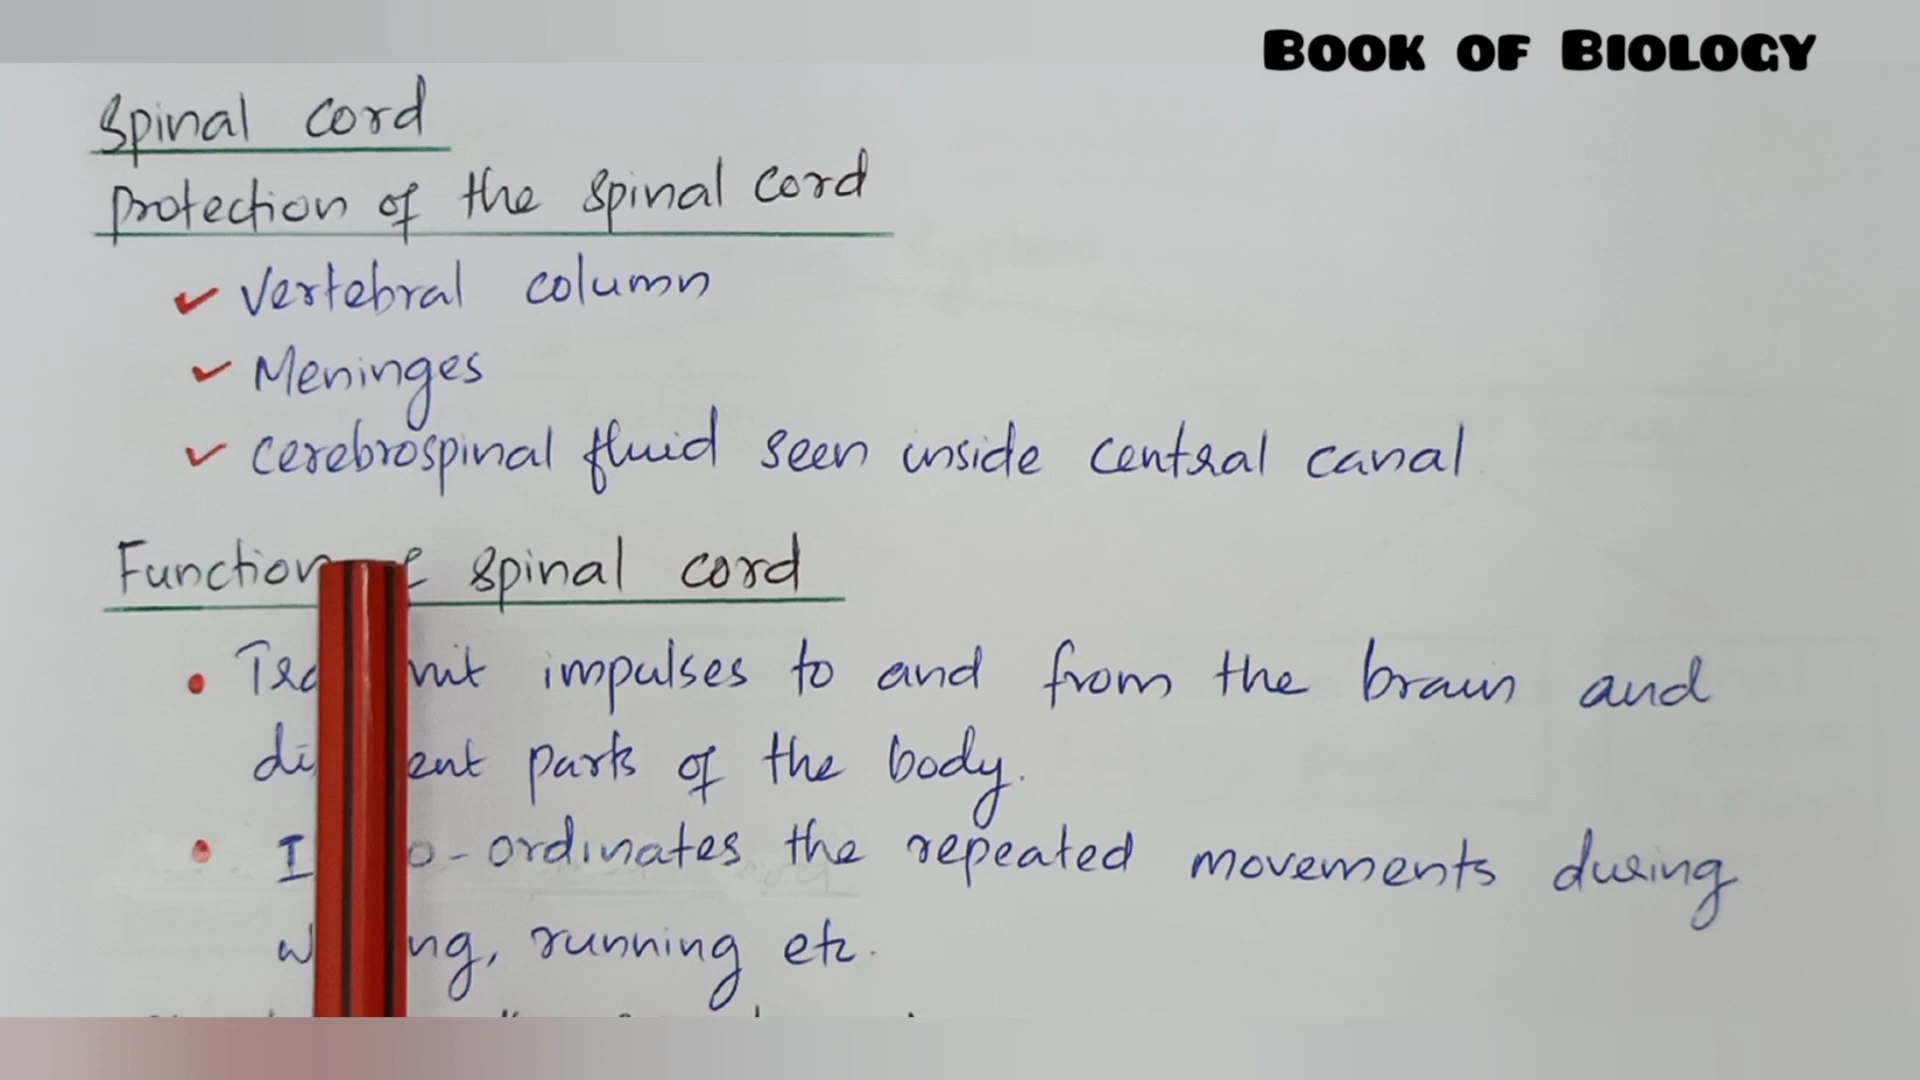 BOOK OF BIOLOGY
Spinal cord
Protection of the spinal cord
Vertebral column
Meninges
Cerebrospinal fluid seen inside central canal
Function spinal cord
impulses to and from the brain and
parts of the body.
co-ordinates the repeated movements during
running etc.